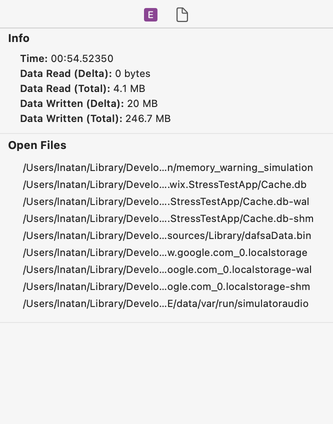 E
Info
Time: 00:54.52350
Data Read (Delta): 0 bytes
Data Read (Total): 4.1 MB
Data Written (Delta): 20 MB
Data Written (Total): 246.7 MB
Open Files
/Users/lnatan/Library/Develo...n/memory_warning_simulation
/Users/lnatan/Library/Develo....wix.StressTestApp/Cache.db
/Users/lnatan/Library/Develo....StressTestApp/Cache.db-wal
/Users/lnatan/Library/Develo....StressTestApp/Cache.db-shm
/Users/lnatan/Library/Develo...sources/Library/dafsaData.bin
/Users/lnatan/Library/Develo...w.google.com_0.localstorage
/Users/lnatan/Library/Develo...oogle.com_0.localstorage-wal
/Users/lnatan/Library/Develo...ogle.com_0.localstorage-shm
/Users/lnatan/Library/Develo...E/data/var/run/simulatoraudio